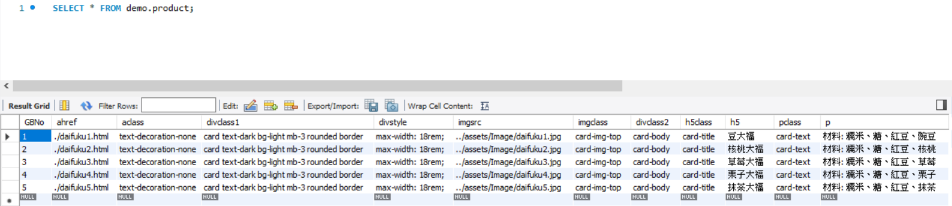 1 SELECT * FROM demo.product;
Result Grid Filter Rows: Edit: Export/Import: Wrap Cell Content:
GBNo ahref aclass divclass1 divstyle imgsrc imgclass divclass2 h5class h5 pclass p
1 ./daifuku1.html text-decoration-none card text-dark bg-light mb-3 rounded border max-width: 18rem; ../assets/Image/daifuku1.jpg card-img-top card-body card-title 豆大福 card-text 材料: 糯米、糖、紅豆、豌豆
2 ./daifuku2.html text-decoration-none card text-dark bg-light mb-3 rounded border max-width: 18rem; ../assets/Image/daifuku2.jpg card-img-top card-body card-title 核桃大福 card-text 材料: 糯米、糖、紅豆、核桃
3 ./daifuku3.html text-decoration-none card text-dark bg-light mb-3 rounded border max-width: 18rem; ../assets/Image/daifuku3.jpg card-img-top card-body card-title 草莓大福 card-text 材料: 糯米、糖、紅豆、草莓
4 ./daifuku4.html text-decoration-none card text-dark bg-light mb-3 rounded border max-width: 18rem; ../assets/Image/daifuku4.jpg card-img-top card-body card-title 栗子大福 card-text 材料: 糯米、糖、紅豆、栗子
5 ./daifuku5.html text-decoration-none card text-dark bg-light mb-3 rounded border max-width: 18rem; ../assets/Image/daifuku5.jpg card-img-top card-body card-title 抹茶大福 card-text 材料: 糯米、糖、紅豆、抹茶
NULL NULL NULL NULL NULL NULL NULL NULL NULL NULL NULL NULL